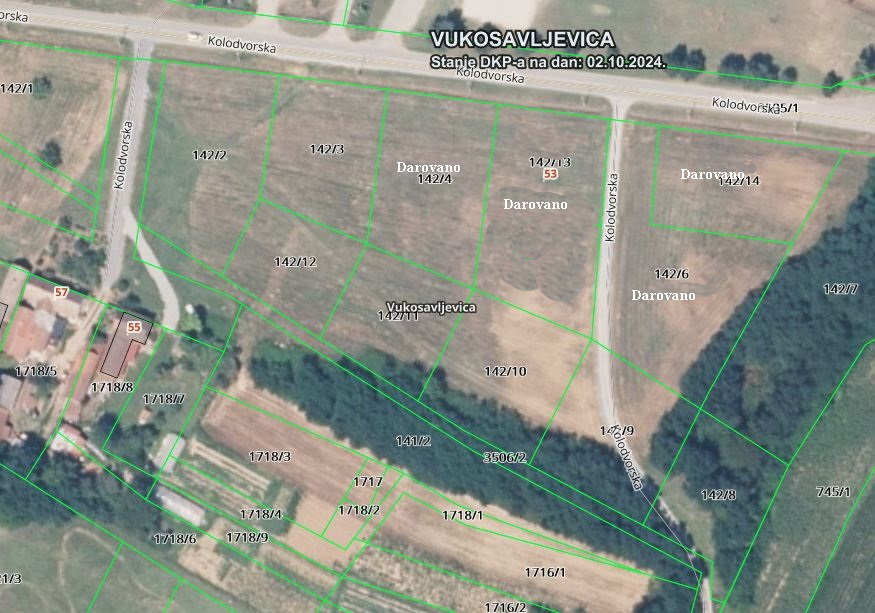 orska
Kolodvorska
VUKOSAVLJEVICA
Stanje DKP-a na dan: 02.10.2024.
Kolodvorska
Kolodvorska
142/1
Kolodvorska
142/2
142/3
Darovano
142/4
142/13
53
Darovano
Kolodvorska
Darovano
142/14
142/12
142/6
Darovano
142/7
57
Vukosavljevica
142/11
55
1718/5
1718/8
1718/7
142/10
Kolodvorska
141/2
3506/2
1718/3
1717
142/8
745/1
1718/4
1718/2
1718/1
1718/6
1718/9
1716/1
1716/2